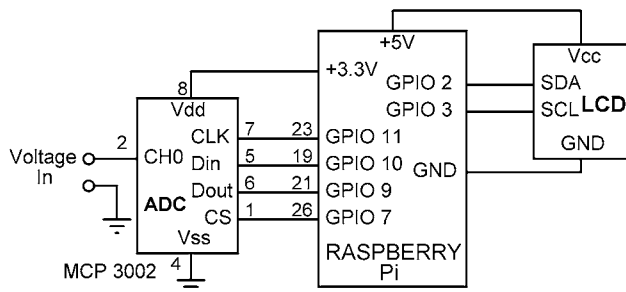 +5V
Vcc
+3.3V
8
Vdd
GPIO 2
SDA
GPIO 3
SCL
LCD
2
CLK
7
23
GPIO 11
GND
Voltage
In
CH0
Din
5
19
GPIO 10
GND
Dout
6
21
GPIO 9
ADC
CS
1
26
GPIO 7
Vss
4
MCP 3002
RASPBERRY
Pi